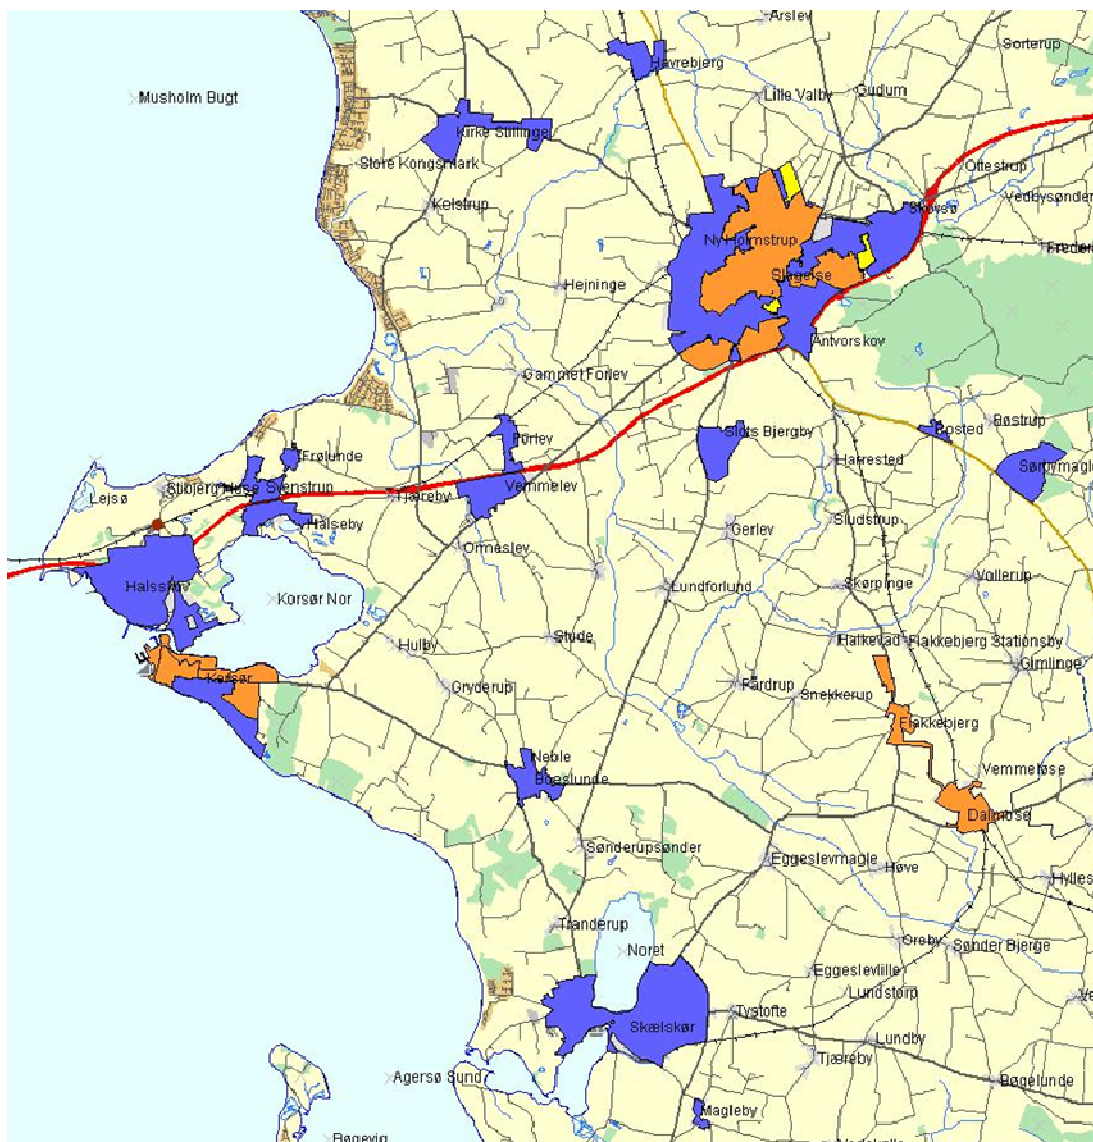 Arslev
Sorterup
Havrebjerg
Musholm Bugt
Lille Valby
Gudum
Kirke Stillinge
Store Kongsmark
Ottestrup
Vedbysønder
Kelstrup
Skovsø
Ny Holmstrup
Frederi
Slagelse
Hejninge
Antvorskov
Gammel Forlev
Forlev
Slots Bjergby
Rosted
Bøstrup
Frølunde
Harrested
Sørbymagle
Lejsø
Stibjerg Huse
Svenstrup
Vemmelev
Tjæreby
Halseby
Gerlev
Sludstrup
Ormeslev
Halsskov
Korsør Nor
Lundforlund
Skørpinge
Vollerup
Hulby
Stude
Halkevad
Flakkebjerg Stationsby
Gimlinge
Korsør
Gryderup
Fårdrup
Snekkerup
Flakkebjerg
Neble
Boeslunde
Vemmeløse
Dalmose
Sønderupsønder
Eggeslevmagle
Høve
Hylles
Tranderup
Noret
Oreby
Sønder Bjerge
Eggeslevlille
Lundstorp
Skælskør
Tystofte
Lundby
Tjæreby
Agersø Sund
Bøgelunde
Magleby
Bøgevig